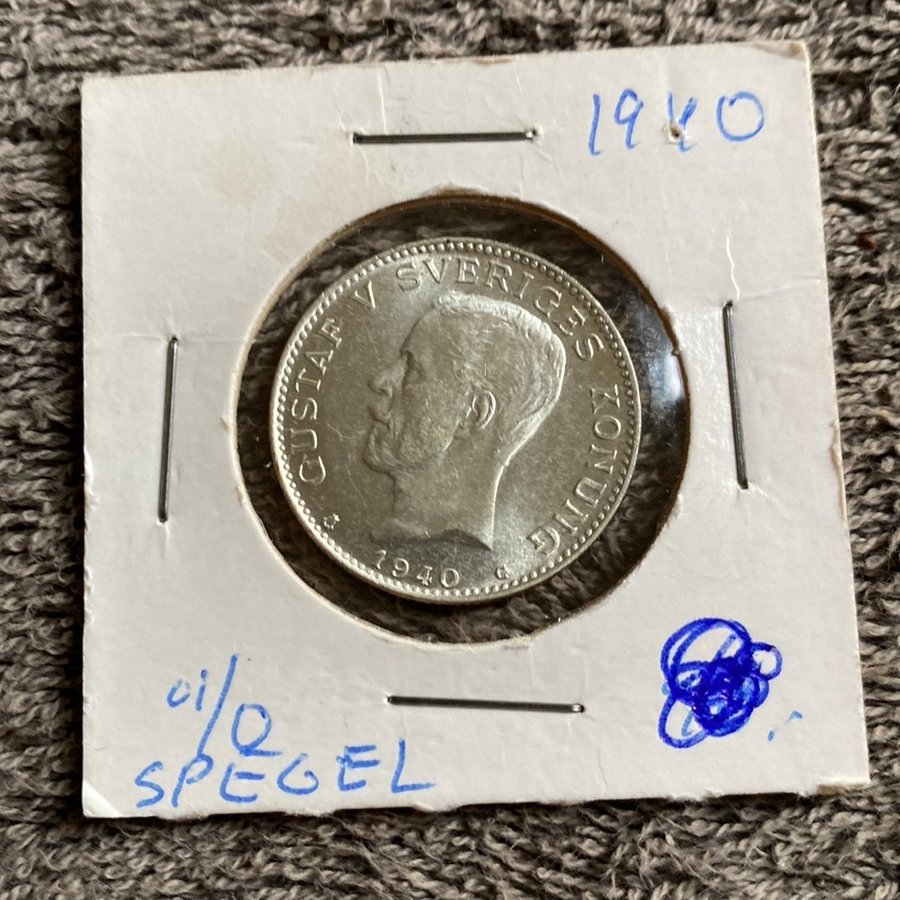 1940
GUSTAF V SVERIGES KONUNG
1940 G
01/0
SPEGEL